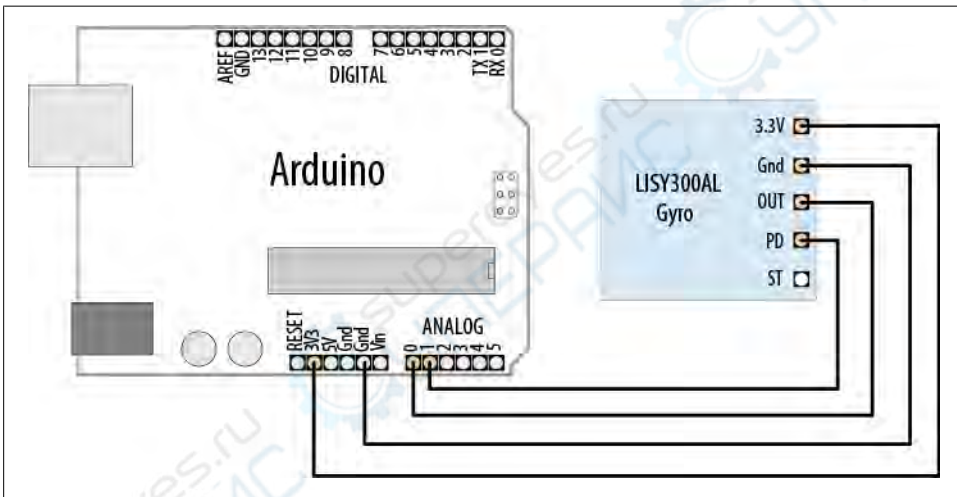 AREF
GND
13
12
11
10
9
8
7
6
5
4
3
2
TX 1
RX 0
DIGITAL
Arduino
3.3V
Gnd
OUT
PD
ST
LISY300AL
Gyro
RESET
3V3
5V
Gnd
Gnd
Vin
ANALOG
0
1
2
3
4
5
superayes.ru